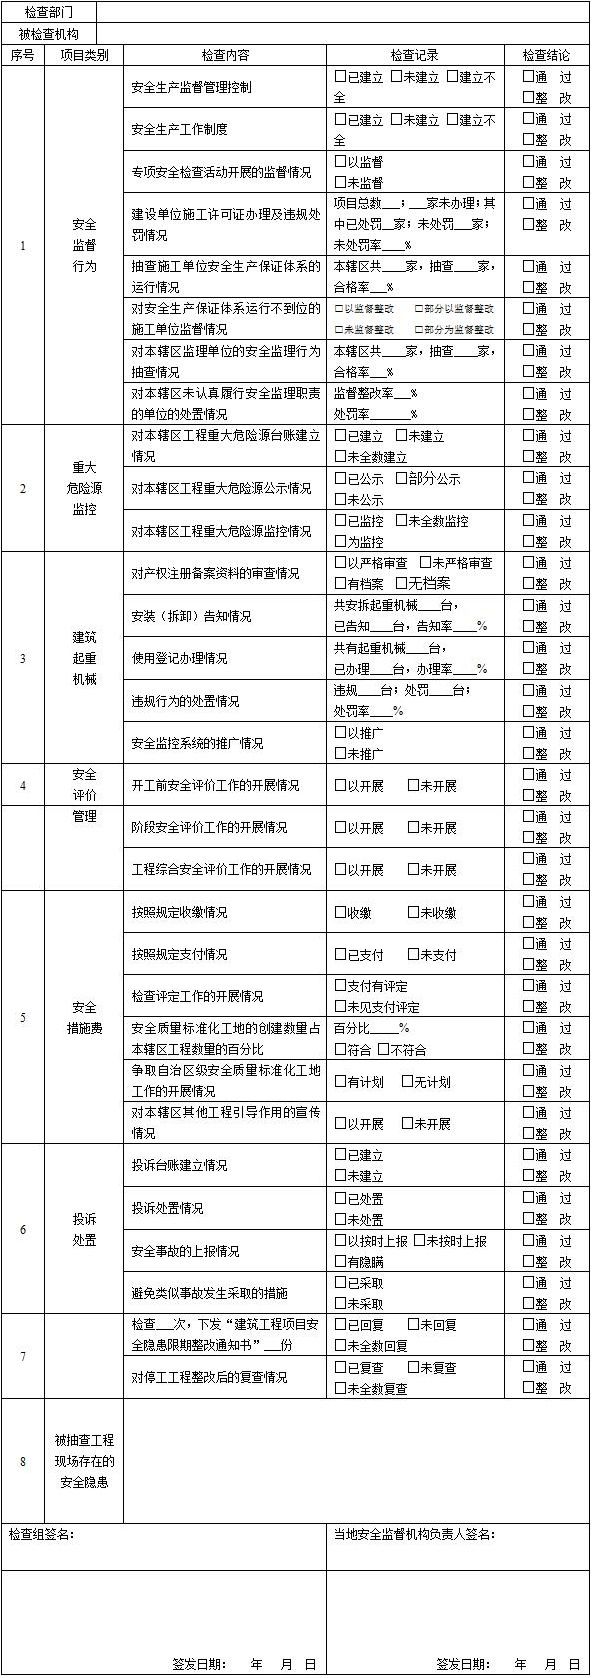 检查部门
被检查机构
序号 项目类别 检查内容 检查记录 检查结论
1
安全
监督
行为
安全生产监督管理控制
□已建立 □未建立 □建立不
全
□通 过
□整 改
安全生产工作制度
□已建立 □未建立 □建立不
全
□通 过
□整 改
专项安全检查活动开展的监督情况
□以监督
□未监督
□通 过
□整 改
建设单位施工许可证办理及违规处
罚情况
项目总数___;___家未办理;其
中已处罚__家;未处罚___家;
未处罚率___%
□通 过
□整 改
抽查施工单位安全生产保证体系的
运行情况
本辖区共____家,抽查____家,
合格率___%
□通 过
□整 改
对安全生产保证体系运行不到位的
施工单位监督情况
□以监督整改 □部分以监督整改
□未监督整改 □部分为监督整改
□通 过
□整 改
对本辖区监理单位的安全监理行为
抽查情况
本辖区共____家,抽查____家,
合格率___%
□通 过
□整 改
对本辖区未认真履行安全监理职责
的单位的处置情况
监督整改率___%
处罚率_______%
□通 过
□整 改
2
重大
危险源
监控
对本辖区工程重大危险源台账建立
情况
□已建立 □未建立
□未全数建立
□通 过
□整 改
对本辖区工程重大危险源公示情况
□已公示 □部分公示
□未公示
□通 过
□整 改
对本辖区工程重大危险源监控情况
□已监控 □未全数监控
□为监控
□通 过
□整 改
3
建筑
起重
机械
对产权注册备案资料的审查情况
□以严格审查 □未严格审查
□有档案 □无档案
□通 过
□整 改
安装(拆卸)告知情况
共安拆起重机械____台,
已告知____台,告知率____%
□通 过
□整 改
使用登记办理情况
共有起重机械____台,
已办理____台,办理率____%
□通 过
□整 改
违规行为的处置情况
违规____台;处罚____台;
处罚率____%
□通 过
□整 改
安全监控系统的推广情况
□以推广
□未推广
□通 过
□整 改
4
安全
评价
管理
开工前安全评价工作的开展情况
□以开展 □未开展
□通 过
□整 改
阶段安全评价工作的开展情况
□以开展 □未开展
□通 过
□整 改
工程综合安全评价工作的开展情况
□以开展 □未开展
□通 过
□整 改
5
安全
措施费
按照规定收缴情况
□收缴 □未收缴
□通 过
□整 改
按照规定支付情况
□已支付 □未支付
□通 过
□整 改
检查评定工作的开展情况
□支付有评定
□未见支付评定
□通 过
□整 改
安全质量标准化工地的创建数量占
本辖区工程数量的百分比
百分比_____%
□符合 □不符合
□通 过
□整 改
争取自治区级安全质量标准化工地
工作的开展情况
□有计划 □无计划
□通 过
□整 改
对本辖区其他工程引导作用的宣传
情况
□以开展 □未开展
□通 过
□整 改
6
投诉
处置
投诉台账建立情况
□已建立
□未建立
□通 过
□整 改
投诉处置情况
□已处置
□未处置
□通 过
□整 改
安全事故的上报情况
□以按时上报 □未按时上报
□有隐瞒
□通 过
□整 改
避免类似事故发生采取的措施
□已采取
□未采取
□通 过
□整 改
7
检查___次,下发“建筑工程项目安
全隐患限期整改通知书”___份
□已回复 □未回复
□未全数回复
□通 过
□整 改
对停工工程整改后的复查情况
□已复查 □未复查
□未全数复查
□通 过
□整 改
8
被抽查工程
现场存在的
安全隐患
检查组签名: 当地安全监督机构负责人签名:
签发日期: 年 月 日 签发日期: 年 月 日